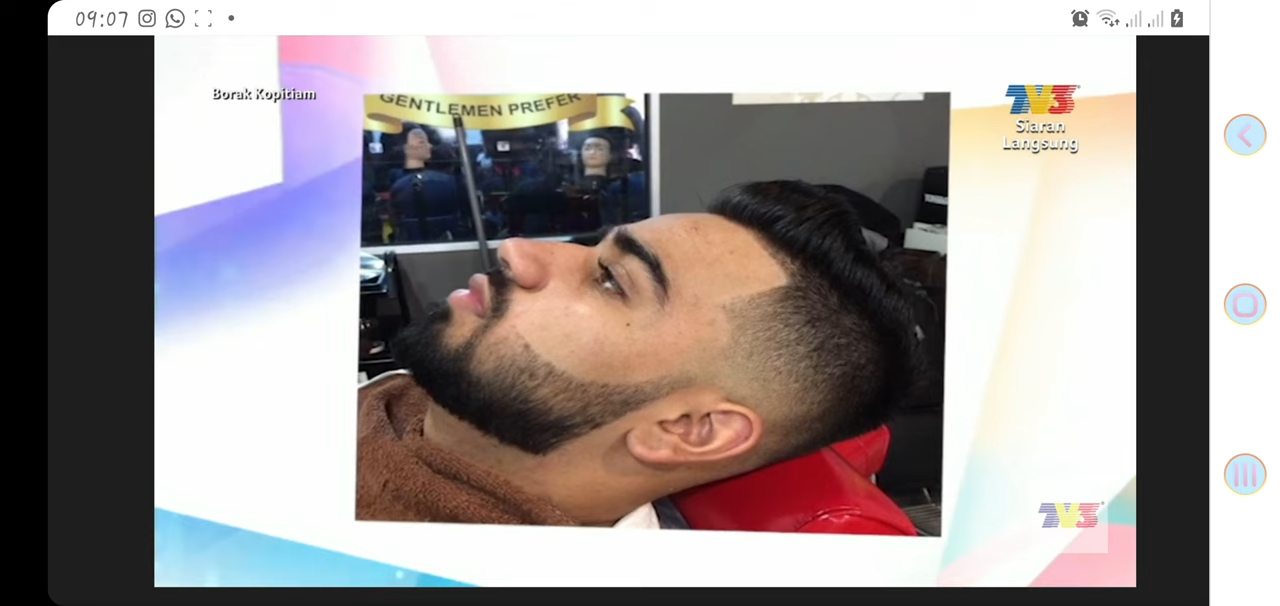 09:07
Borak Kopitiam
GENTLEMEN PREFER
TV3
Siaran
Langsung
TV3